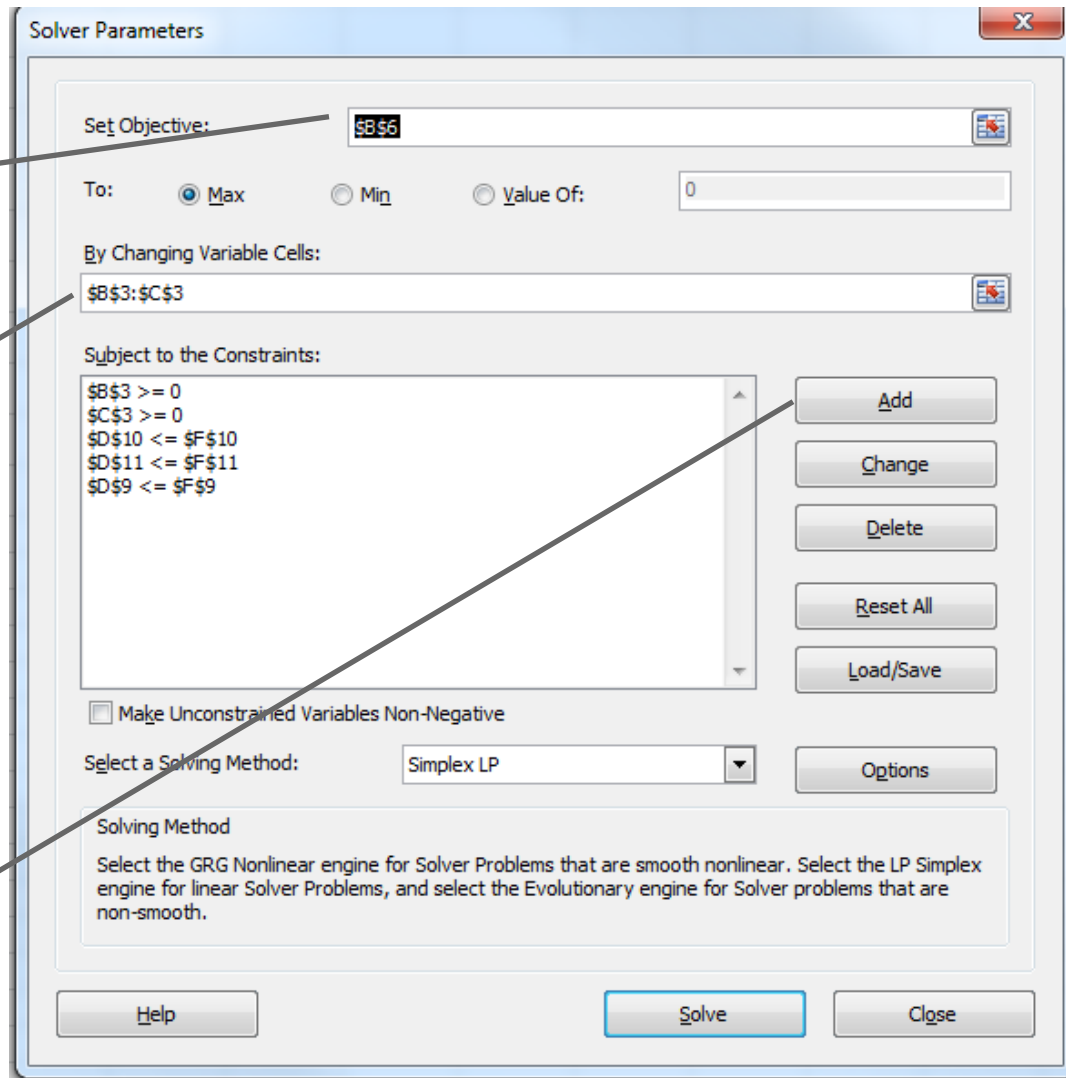 Solver Parameters
Set Objective: $B$6
To: Max Min Value Of: 0
By Changing Variable Cells:
$B$3:$C$3
Subject to the Constraints:
$B$3 >= 0
$C$3 >= 0
$D$10 <= $F$10
$D$11 <= $F$11
$D$9 <= $F$9
Add
Change
Delete
Reset All
Load/Save
Make Unconstrained Variables Non-Negative
Select a Solving Method: Simplex LP Options
Solving Method
Select the GRG Nonlinear engine for Solver Problems that are smooth nonlinear. Select the LP Simplex
engine for linear Solver Problems, and select the Evolutionary engine for Solver problems that are
non-smooth.
Help Solve Close